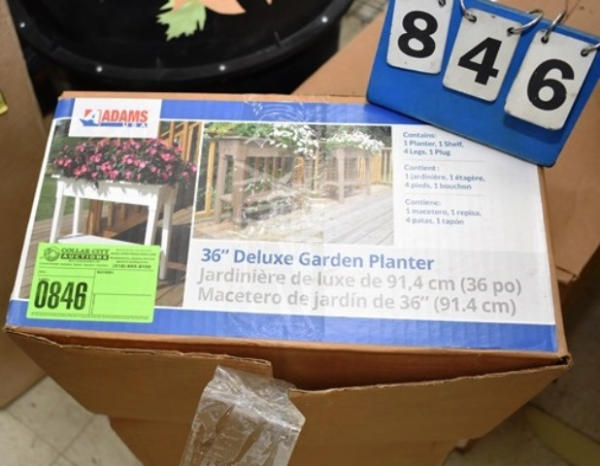 846
ADAMS
USA
Contains:
1 Planter, 1 Shelf,
4 Legs, 1 Plug
Contient :
1 jardinière, 1 étagère,
4 pieds, 1 bouchon
Contiene:
1 macetero, 1 repisa,
4 patas, 1 tapón
36" Deluxe Garden Planter
Jardinière de luxe de 91,4 cm (36 po)
Macetero de jardín de 36" (91.4 cm)
COLLAR CITY
AUCTIONS
0846